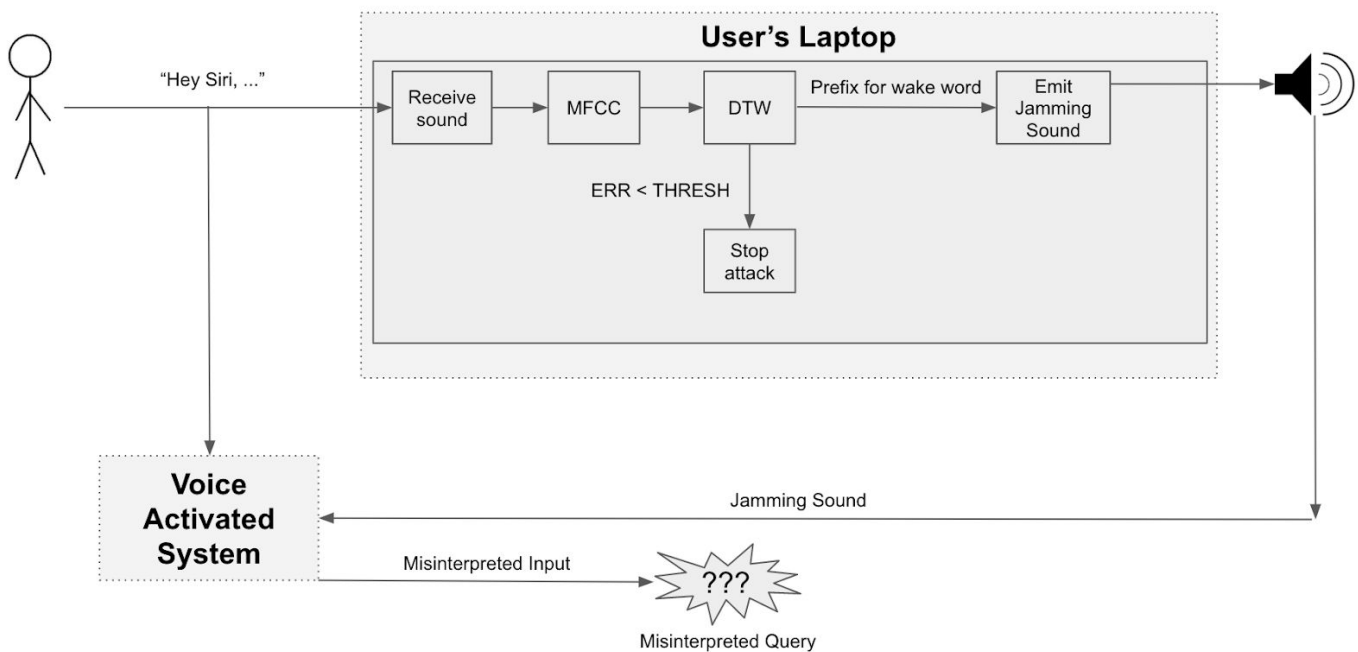 User's Laptop
“Hey Siri, ...”
Receive
sound
MFCC
DTW
Prefix for wake word
Emit
Jamming
Sound
ERR < THRESH
Stop
attack
Voice
Activated
System
Jamming Sound
Misinterpreted Input
???
Misinterpreted Query